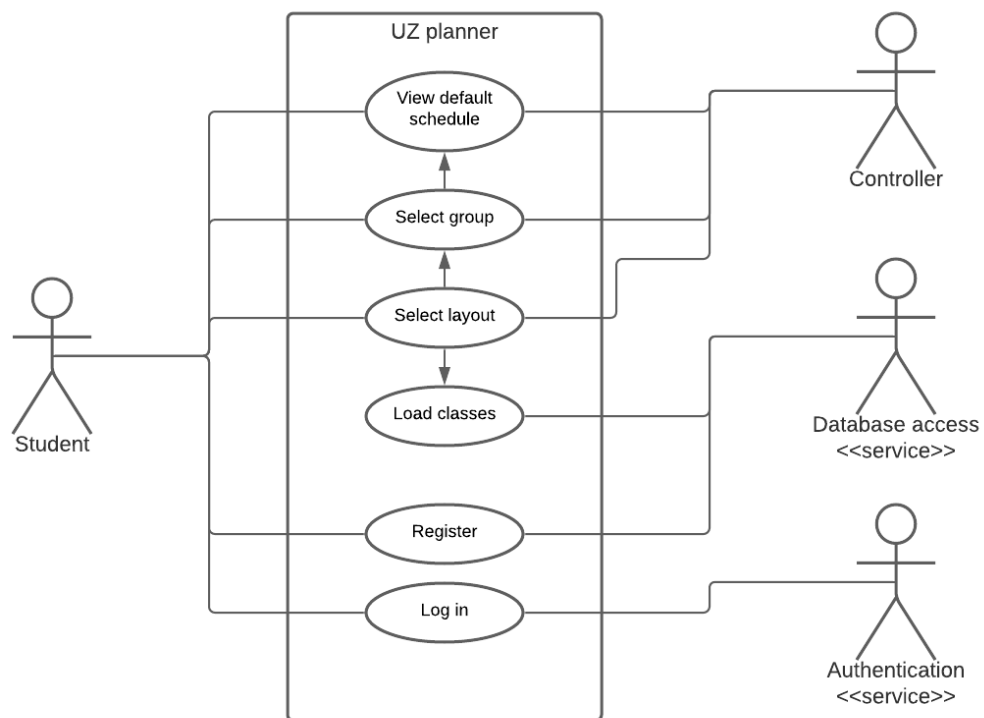 UZ planner
View default
schedule
Controller
Select group
Select layout
Load classes
Database access
<<service>>
Student
Register
Log in
Authentication
<<service>>